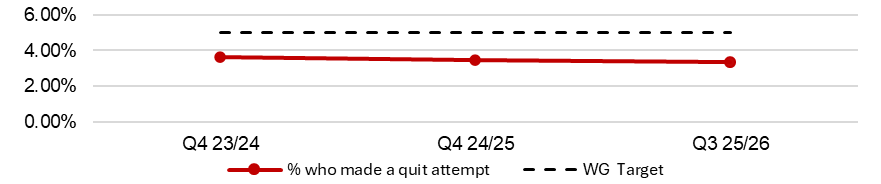 6.00%
4.00%
2.00%
0.00%
Q4 23/24 Q4 24/25 Q3 25/26
% who made a quit attempt WG Target